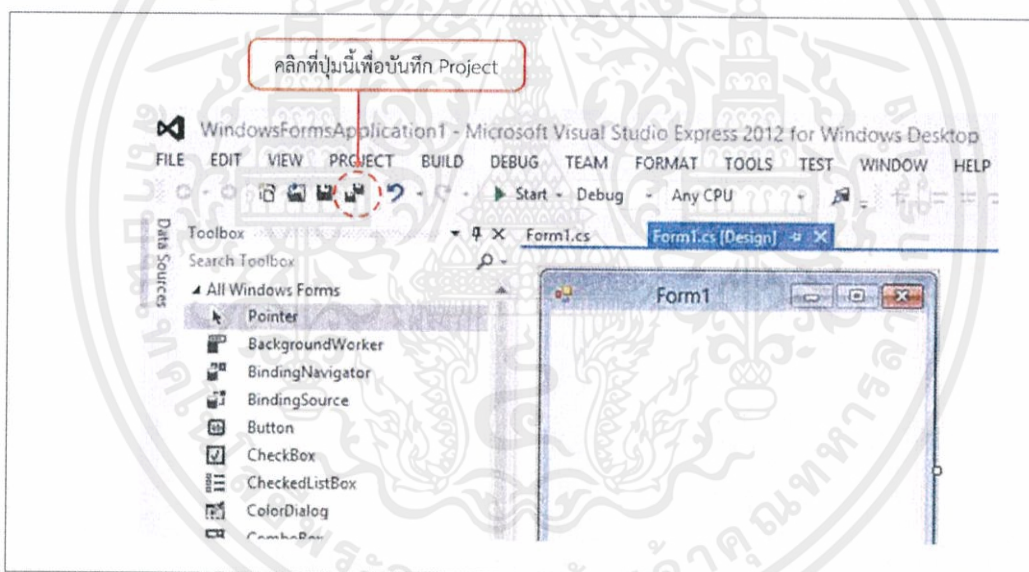 คลิกที่ปุ่มนี้เพื่อบันทึก Project
WindowsFormsApplication1 - Microsoft Visual Studio Express 2012 for Windows Desktop
FILE EDIT VIEW PROJECT BUILD DEBUG TEAM FORMAT TOOLS TEST WINDOW HELP
Start Debug Any CPU
Data Sources
Toolbox
Form1.cs Form1.cs [Design]
Search Toolbox
All Windows Forms
Form1
Pointer
BackgroundWorker
BindingNavigator
BindingSource
Button
CheckBox
CheckedListBox
ColorDialog
ComboBox